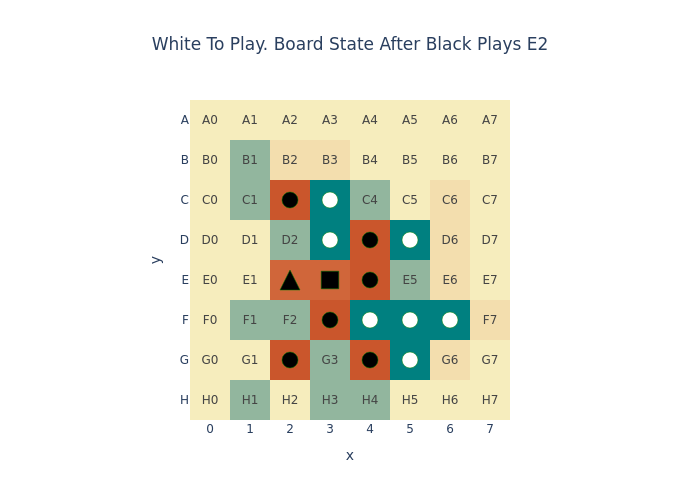 White To Play. Board State After Black Plays E2
A A0 A1 A2 A3 A4 A5 A6 A7
B B0 B1 B2 B3 B4 B5 B6 B7
C C0 C1 C4 C5 C6 C7
D D0 D1 D2 D6 D7
E E0 E1 E5 E6 E7
y
F F0 F1 F2 F7
G G0 G1 G3 G6 G7
H H0 H1 H2 H3 H4 H5 H6 H7
0 1 2 3 4 5 6 7
x